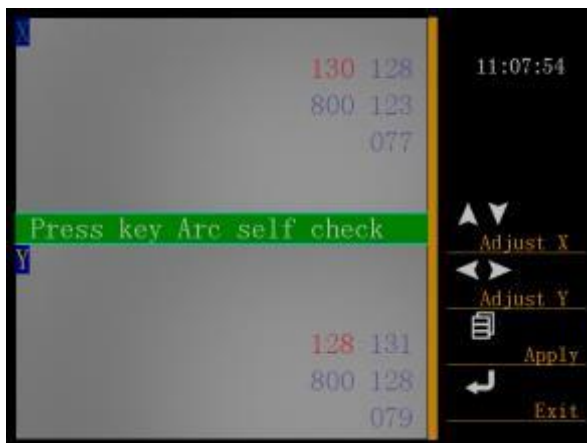 X
130 128
800 123
077
11:07:54
Press key Arc self check
Y
Adjust X
Adjust Y
128 131
800 128
079
Apply
Exit